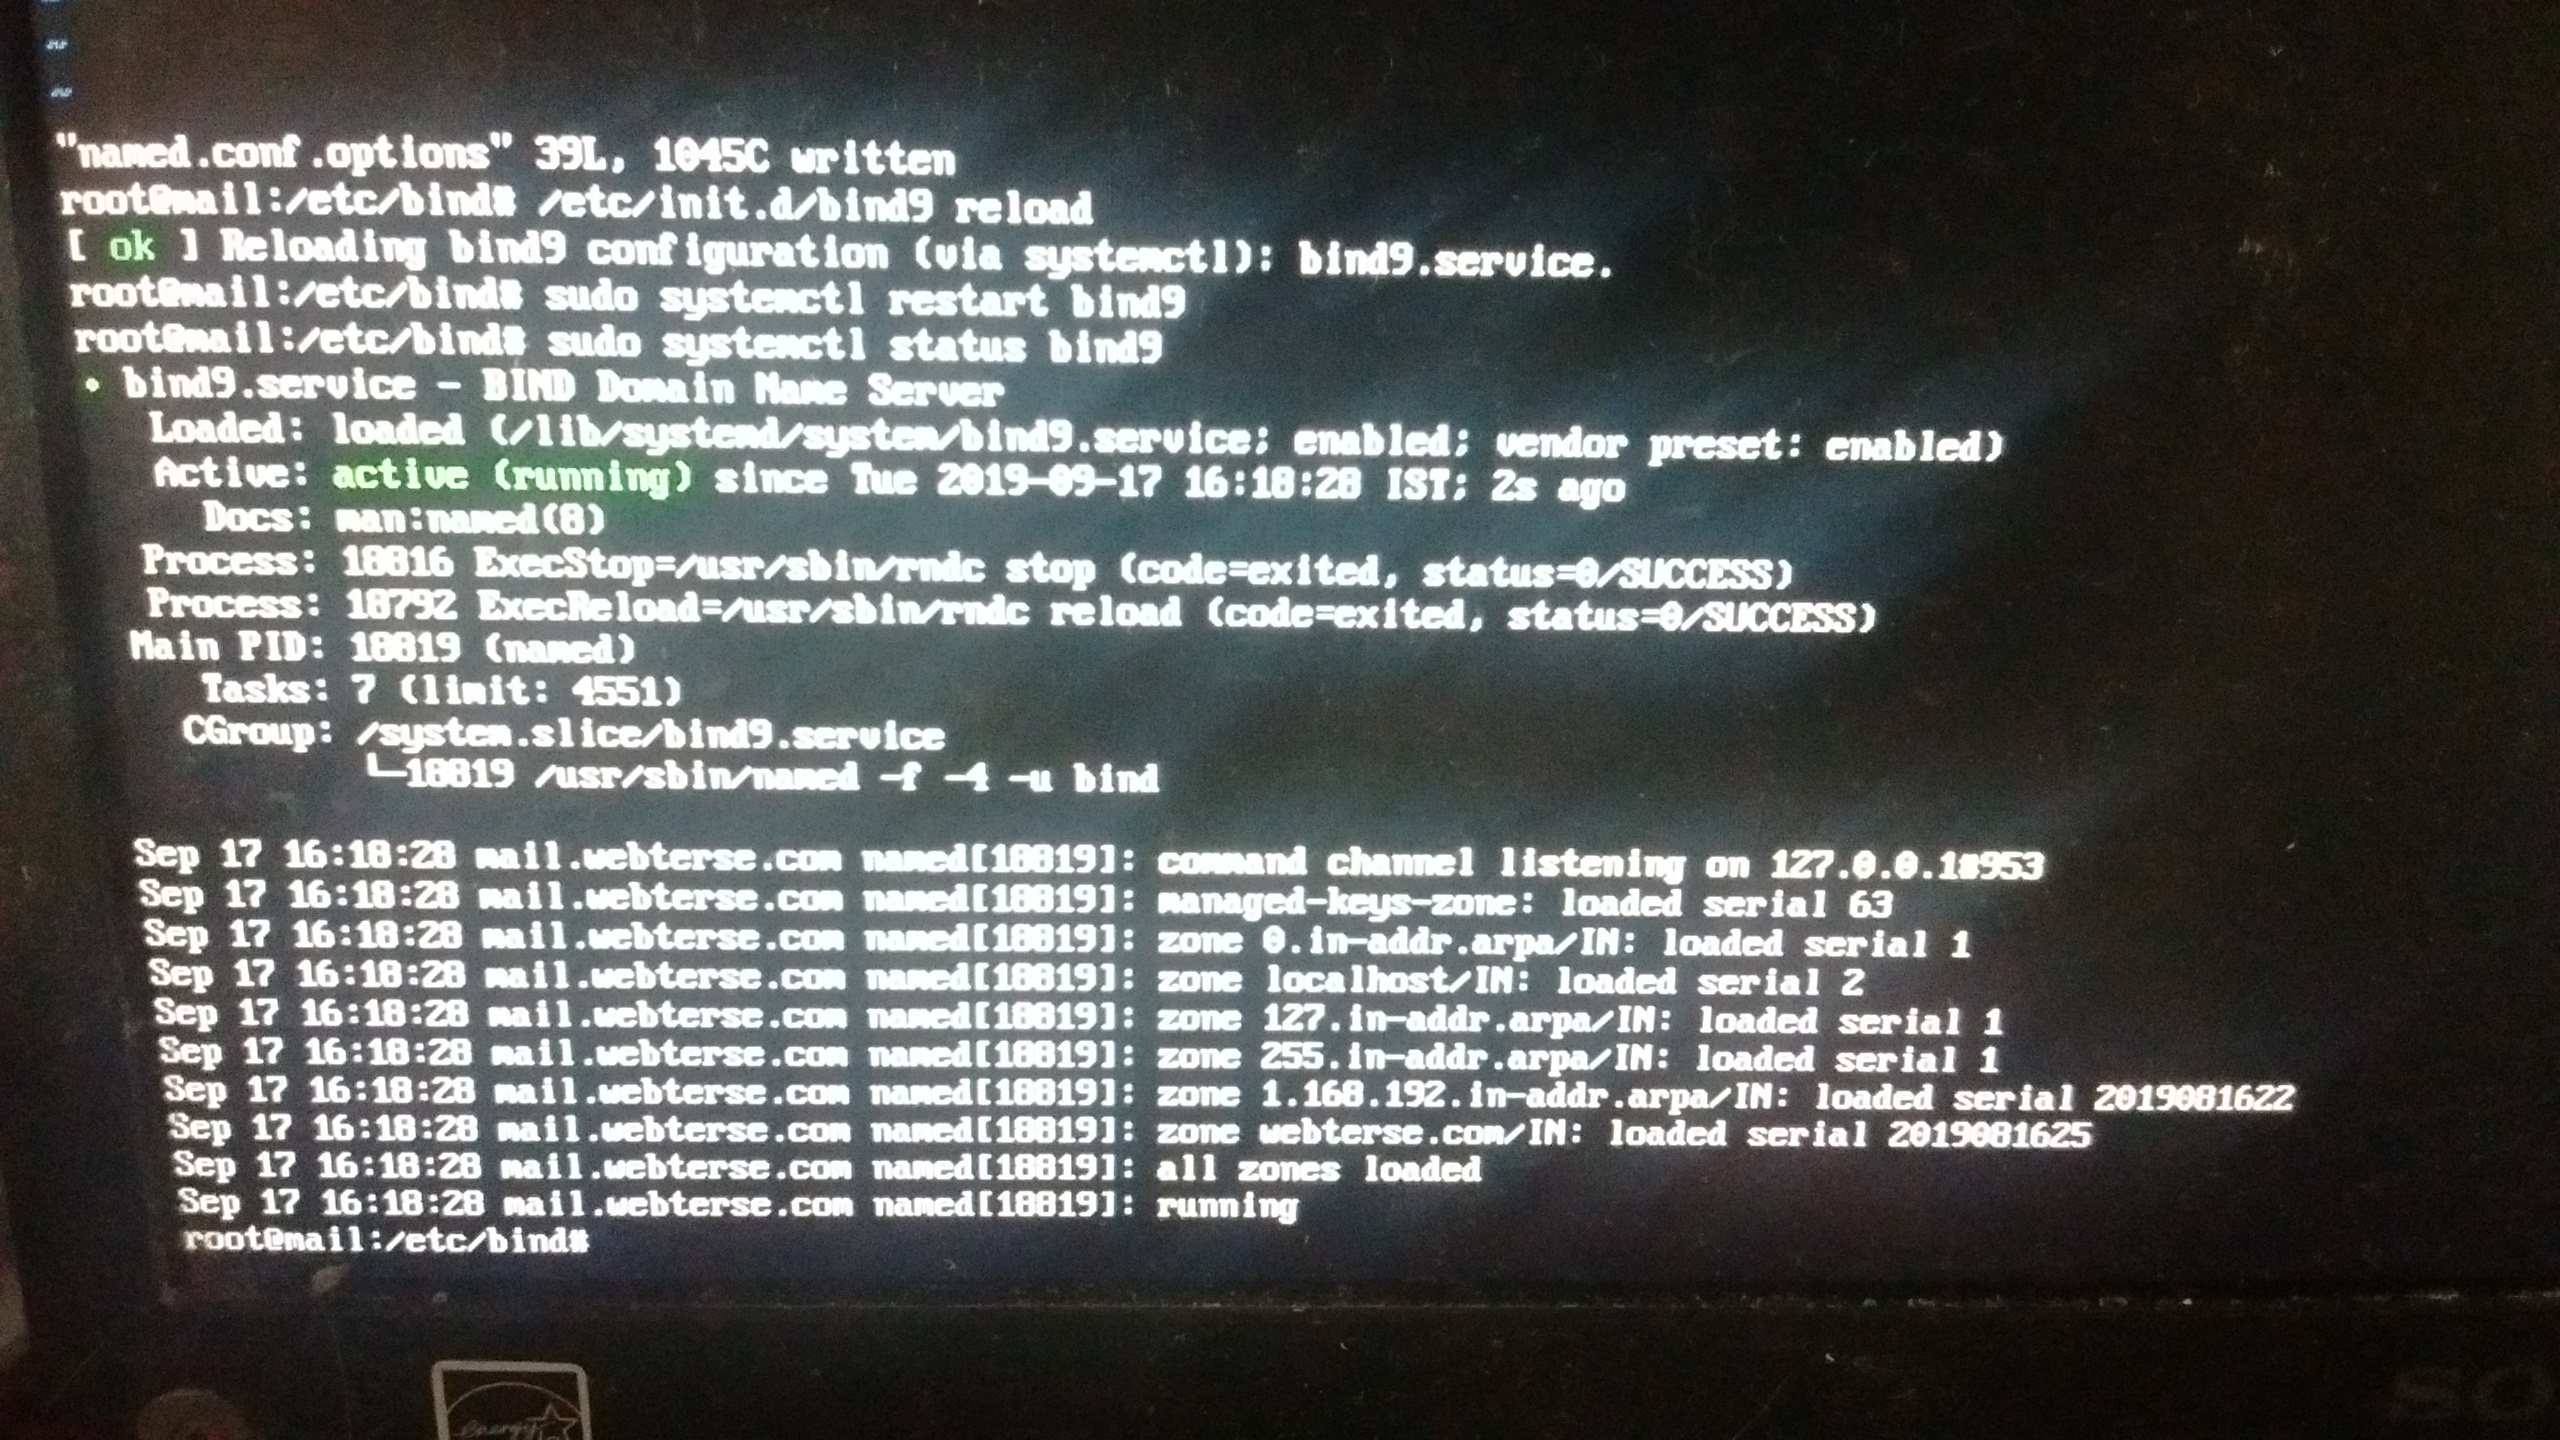 "named.conf.options" 39L, 1045C written
root@mail:/etc/bind# /etc/init.d/bind9 reload
[ ok ] Reloading bind9 configuration (via systemctl): bind9.service.
root@mail:/etc/bind# sudo systemctl restart bind9
root@mail:/etc/bind# sudo systemctl status bind9
• bind9.service - BIND Domain Name Server
Loaded: loaded (/lib/systemd/system/bind9.service; enabled; vendor preset: enabled)
Active: active (running) since Tue 2019-09-17 16:18:28 IST; 2s ago
Docs: man:named(8)
Process: 18816 ExecStop=/usr/sbin/rndc stop (code=exited, status=0/SUCCESS)
Process: 18792 ExecReload=/usr/sbin/rndc reload (code=exited, status=0/SUCCESS)
Main PID: 18819 (named)
Tasks: 7 (limit: 4551)
CGroup: /system.slice/bind9.service
└─18819 /usr/sbin/named -f -4 -u bind
Sep 17 16:18:28 mail.webterse.com named[18819]: command channel listening on 127.0.0.1#953
Sep 17 16:18:28 mail.webterse.com named[18819]: managed-keys-zone: loaded serial 63
Sep 17 16:18:28 mail.webterse.com named[18819]: zone 0.in-addr.arpa/IN: loaded serial 1
Sep 17 16:18:28 mail.webterse.com named[18819]: zone localhost/IN: loaded serial 2
Sep 17 16:18:28 mail.webterse.com named[18819]: zone 127.in-addr.arpa/IN: loaded serial 1
Sep 17 16:18:28 mail.webterse.com named[18819]: zone 255.in-addr.arpa/IN: loaded serial 1
Sep 17 16:18:28 mail.webterse.com named[18819]: zone 1.168.192.in-addr.arpa/IN: loaded serial 2019081622
Sep 17 16:18:28 mail.webterse.com named[18819]: zone webterse.com/IN: loaded serial 2019081625
Sep 17 16:18:28 mail.webterse.com named[18819]: all zones loaded
Sep 17 16:18:28 mail.webterse.com named[18819]: running
root@mail:/etc/bind#
energy
SO